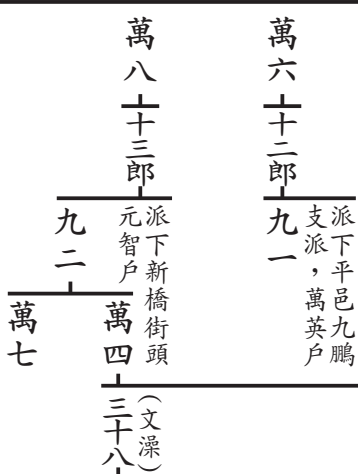 萬六
十二郎
九一
派下平邑九鵬
支派，萬英戶
萬八
十三郎
派下新橋街頭
元智戶
九二
萬四
三十八
（文澡）
萬七